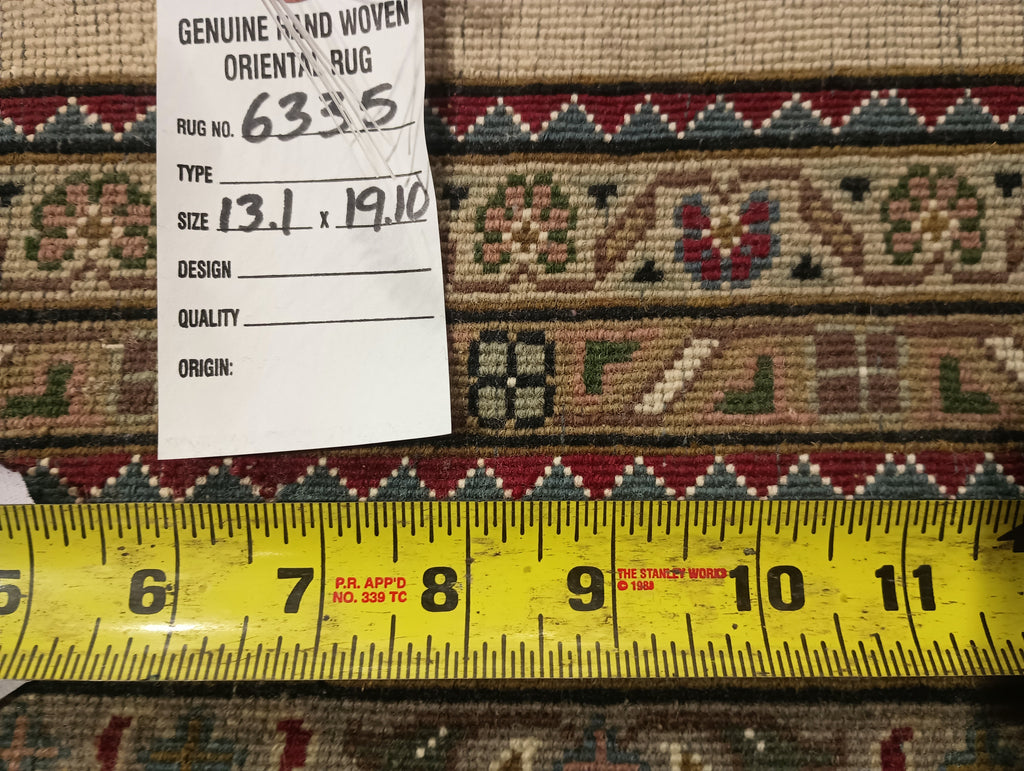 GENUINE HAND WOVEN
ORIENTAL RUG
RUG NO. 6335
TYPE
SIZE 13.1 x 19.10
DESIGN
QUALITY
ORIGIN:
5 6 7 8 9 10 11
P.R. APP'D
NO. 339 TC
THE STANLEY WORKS
© 1988